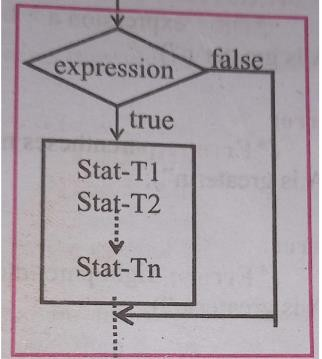 expression
false
true
Stat-T1
Stat-T2
Stat-Tn